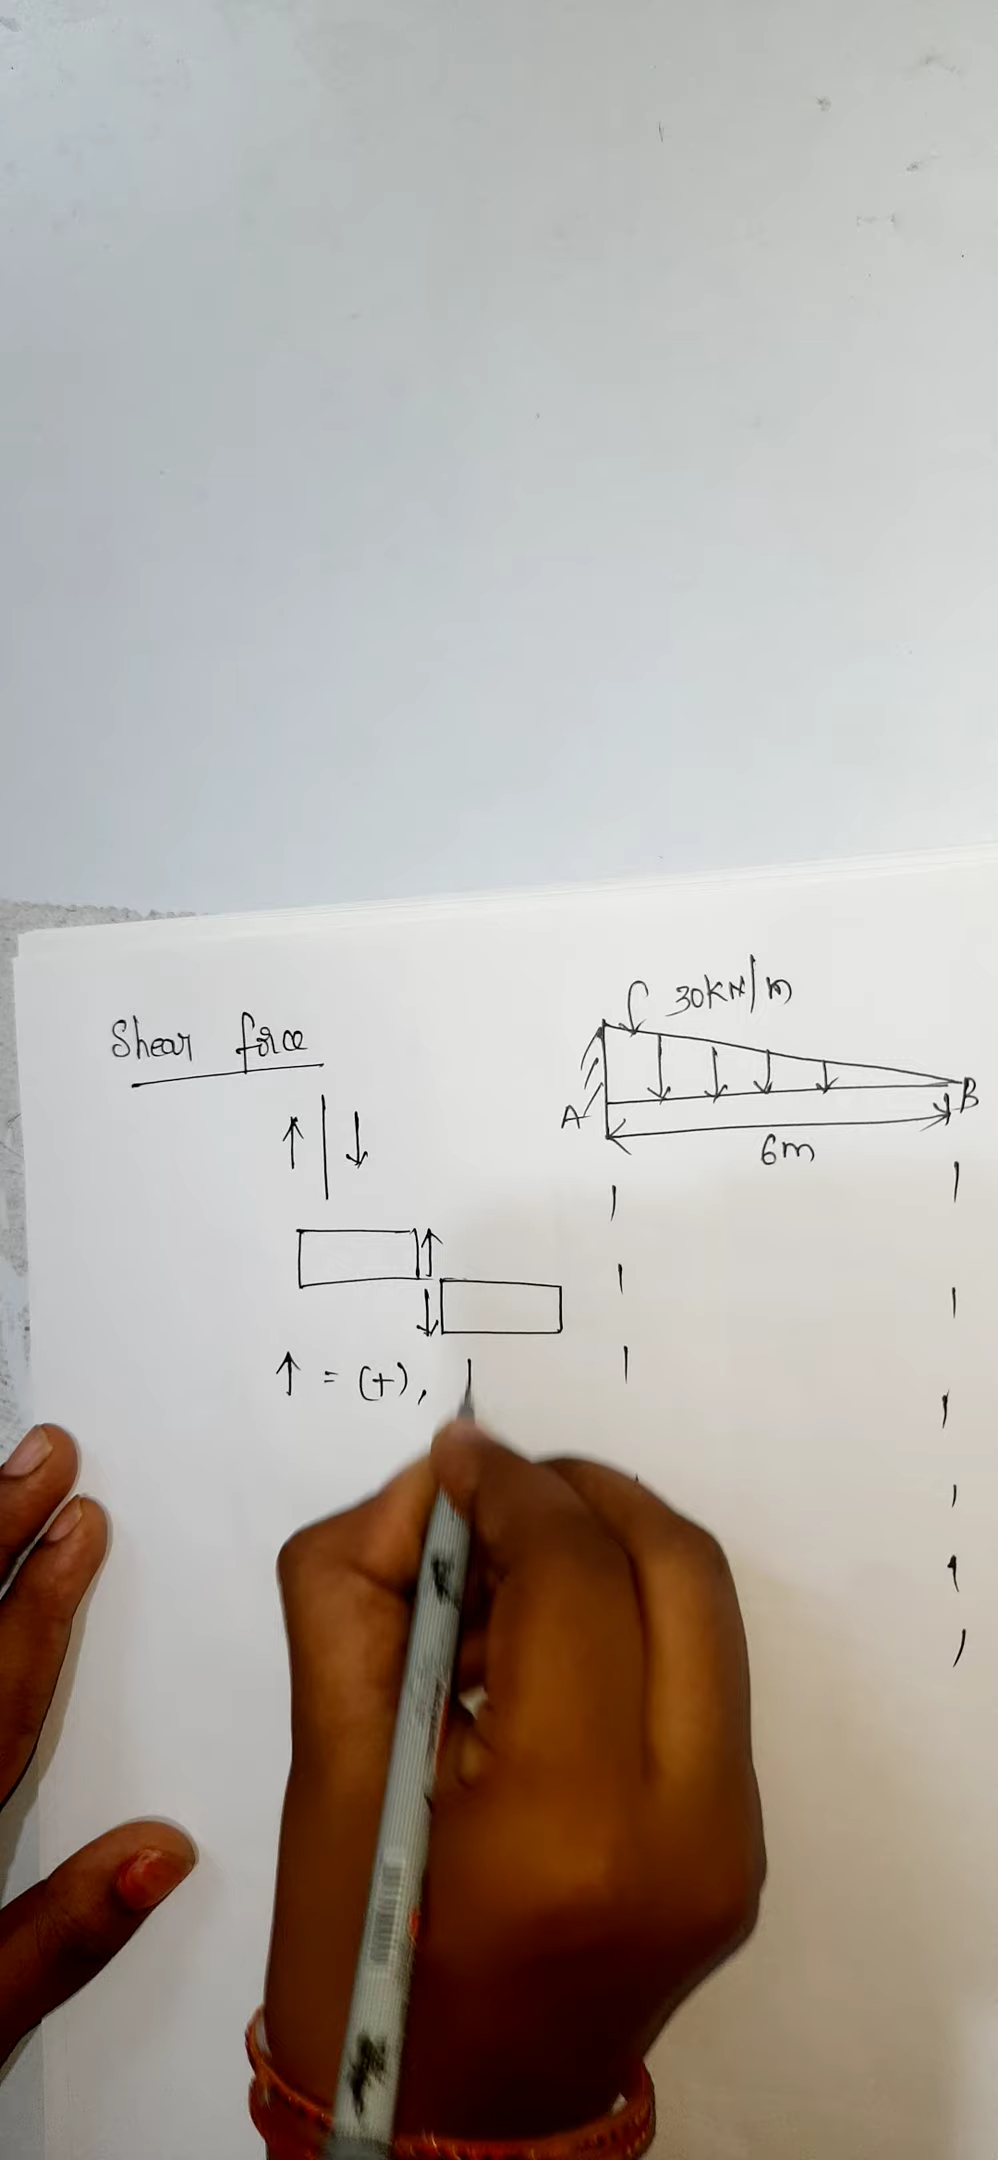 Shear force
30KN/m
A
B
6m
↑ = (+),